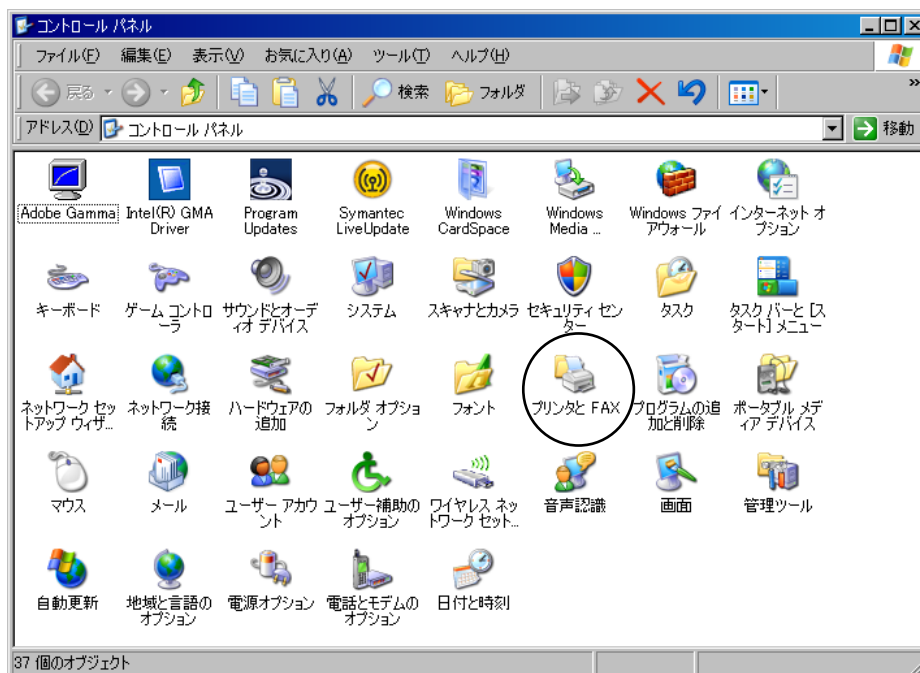 コントロール パネル
ファイル(F) 編集(E) 表示(V) お気に入り(A) ツール(T) ヘルプ(H)
戻る 検索 フォルダ »
アドレス(D) コントロール パネル 移動
Adobe Gamma
Intel(R) GMA
Driver
Program
Updates
Symantec
LiveUpdate
Windows
CardSpace
Windows
Media ...
Windows ファイ
アウォール
インターネット オ
プション
キーボード
ゲーム コントロ
ーラ
サウンドとオーデ
ィオ デバイス
システム
スキャナとカメラ
セキュリティ セン
ター
タスク
タスク バーと [ス
タート] メニュー
ネットワーク セッ
トアップ ウィザ...
ネットワーク接
続
ハードウェアの
追加
フォルダ オプショ
ン
フォント
プリンタと FAX
プログラムの追
加と削除
ポータブル メデ
ィア デバイス
マウス
メール
ユーザー アカウ
ント
ユーザー補助の
オプション
ワイヤレス ネッ
トワーク セット...
音声認識
画面
管理ツール
自動更新
地域と言語の
オプション
電源オプション
電話とモデムの
オプション
日付と時刻
37 個のオブジェクト